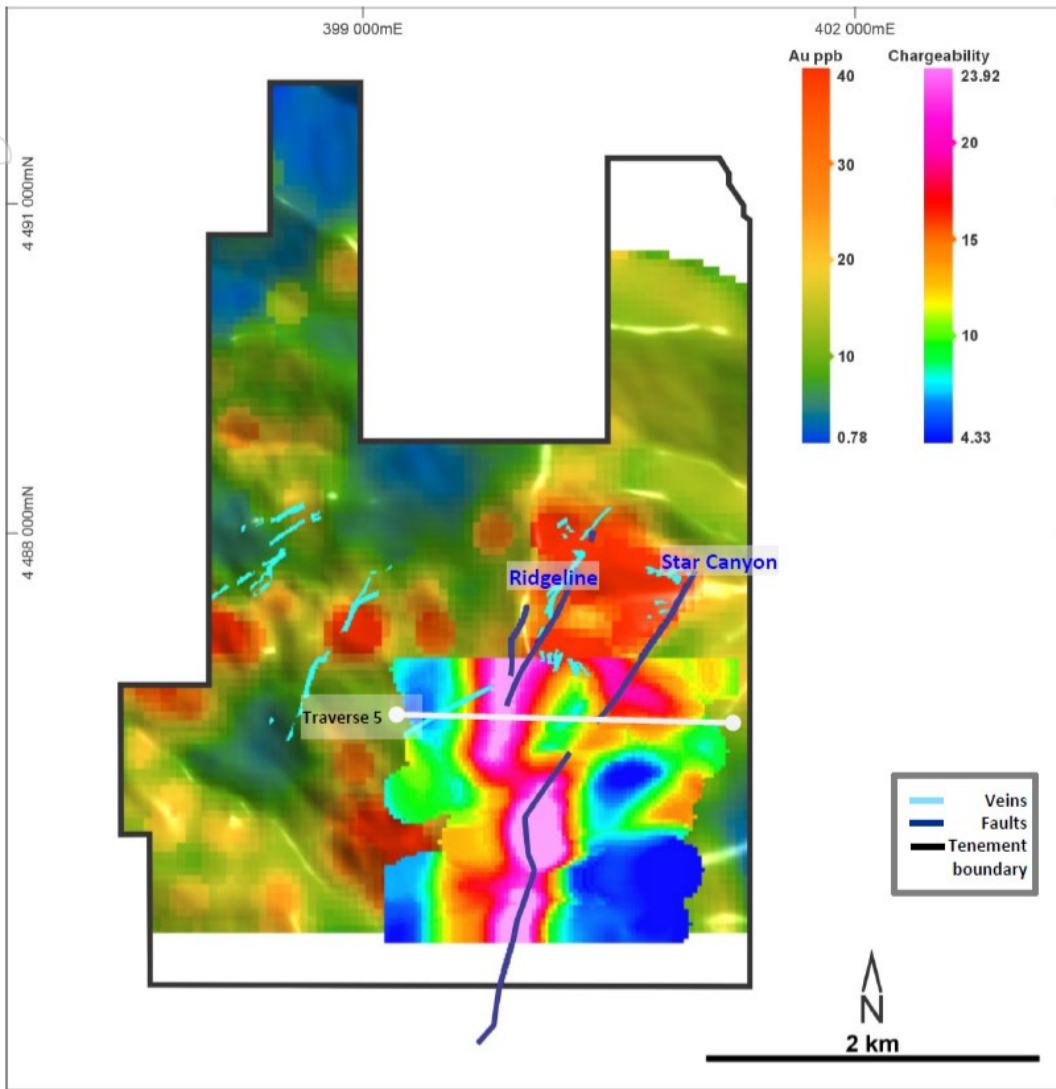 399 000mE
402 000mE
Au ppb
Chargeability
40
30
20
10
0.78
23.92
20
15
10
4.33
4 491 000mN
4 488 000mN
Ridgeline
Star Canyon
Traverse 5
Veins
Faults
Tenement
boundary
N
2 km